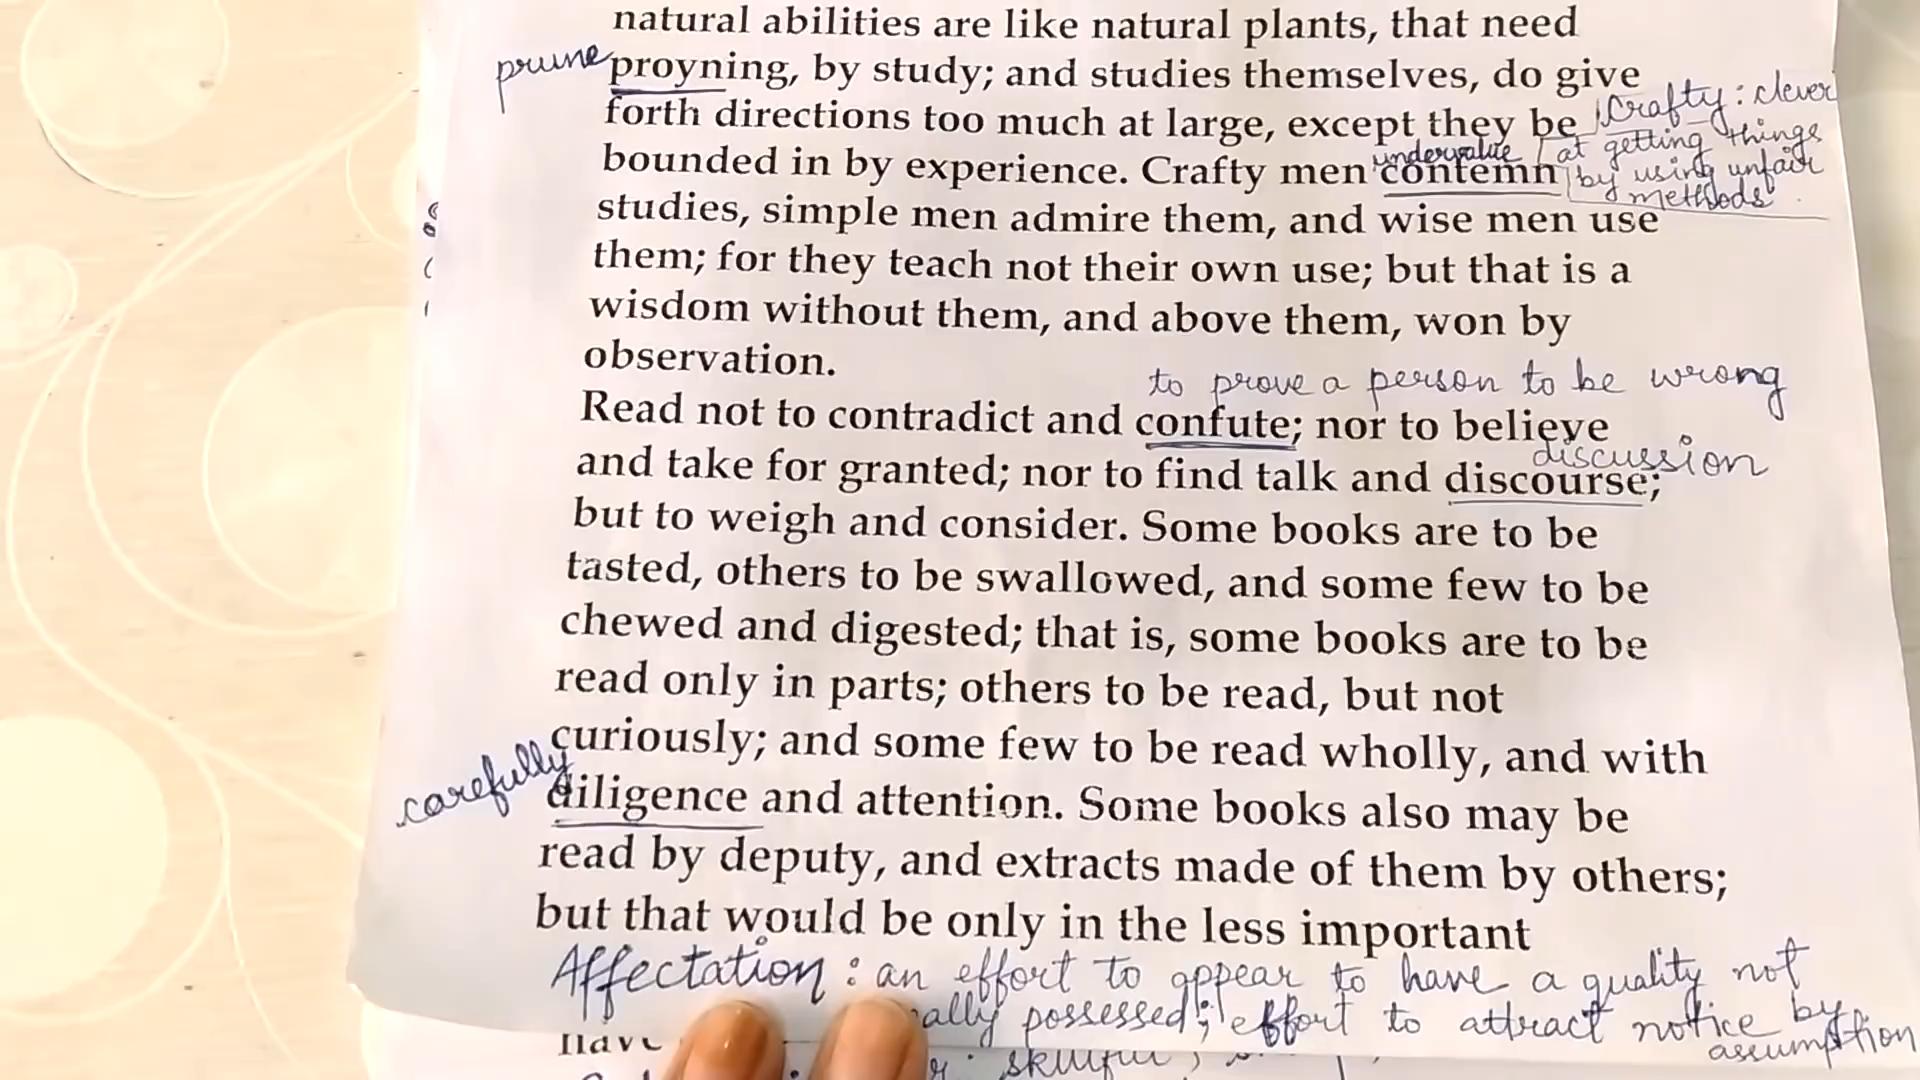 natural abilities are like natural plants, that need
prune proyning, by study; and studies themselves, do give
Crafty: clever
forth directions too much at large, except they be
at getting things
undervalue
bounded in by experience. Crafty men contemn
by using unfair
methods
studies, simple men admire them, and wise men use
them; for they teach not their own use; but that is a
wisdom without them, and above them, won by
observation.
to prove a person to be wrong
Read not to contradict and confute; nor to believe
discussion
and take for granted; nor to find talk and discourse;
but to weigh and consider. Some books are to be
tasted, others to be swallowed, and some few to be
chewed and digested; that is, some books are to be
read only in parts; others to be read, but not
curiously; and some few to be read wholly, and with
carefully diligence and attention. Some books also may be
read by deputy, and extracts made of them by others;
but that would be only in the less important
Affectation: an effort to appear to have a quality not
ally possessed; effort to attract notice by
assumption